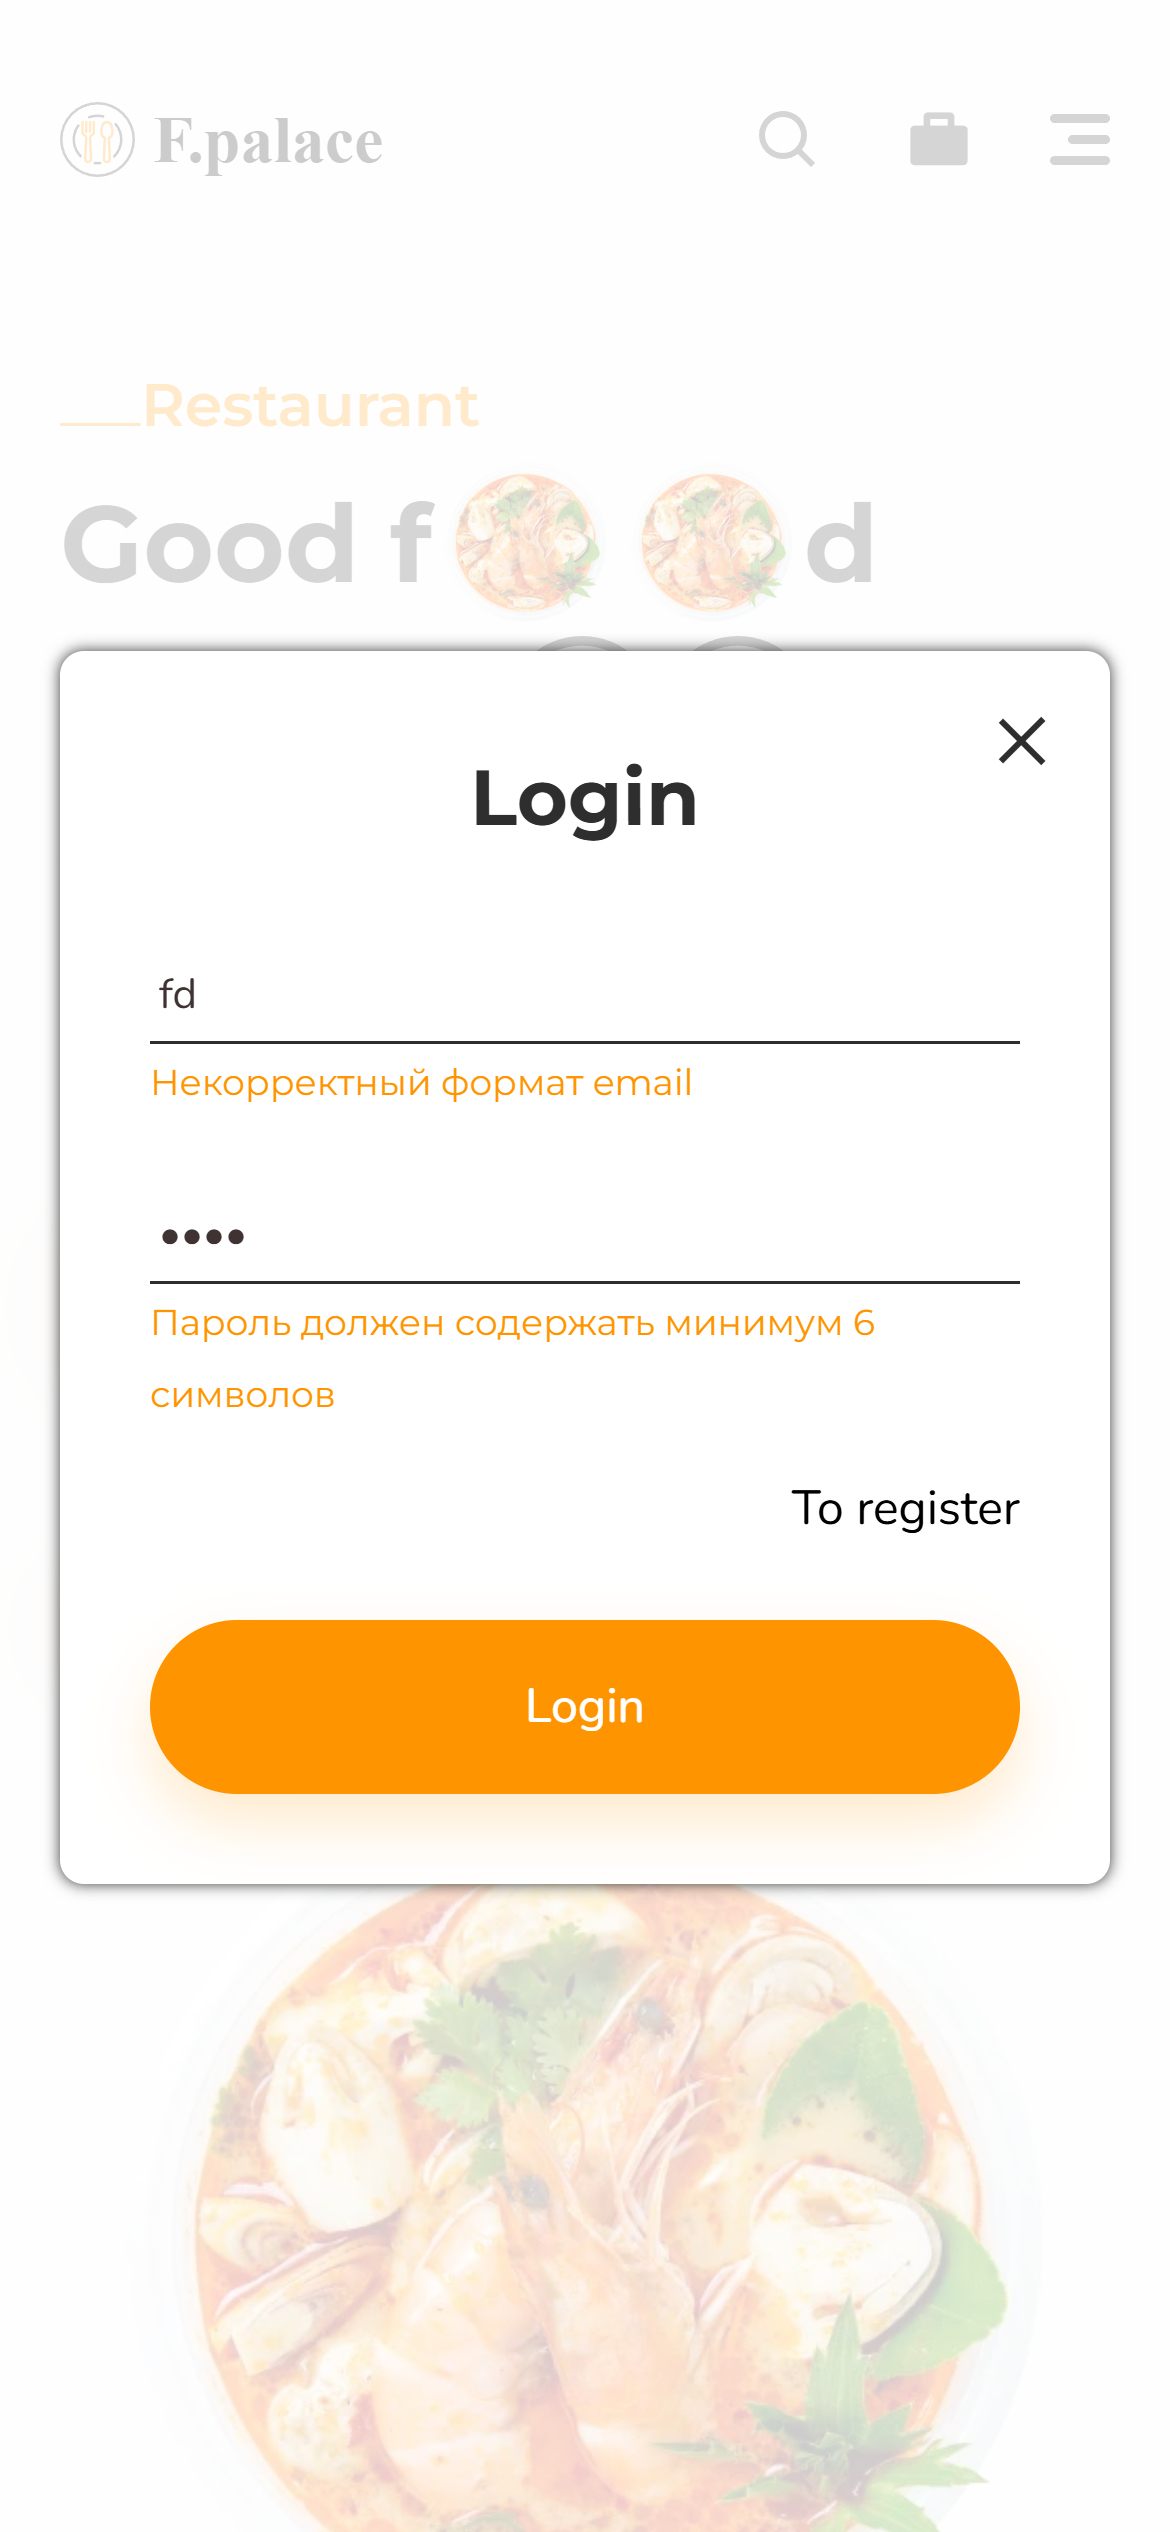 F.palace
Restaurant
Good f d
Login
fd
Некорректный формат email
••••
Пароль должен содержать минимум 6
символов
To register
Login